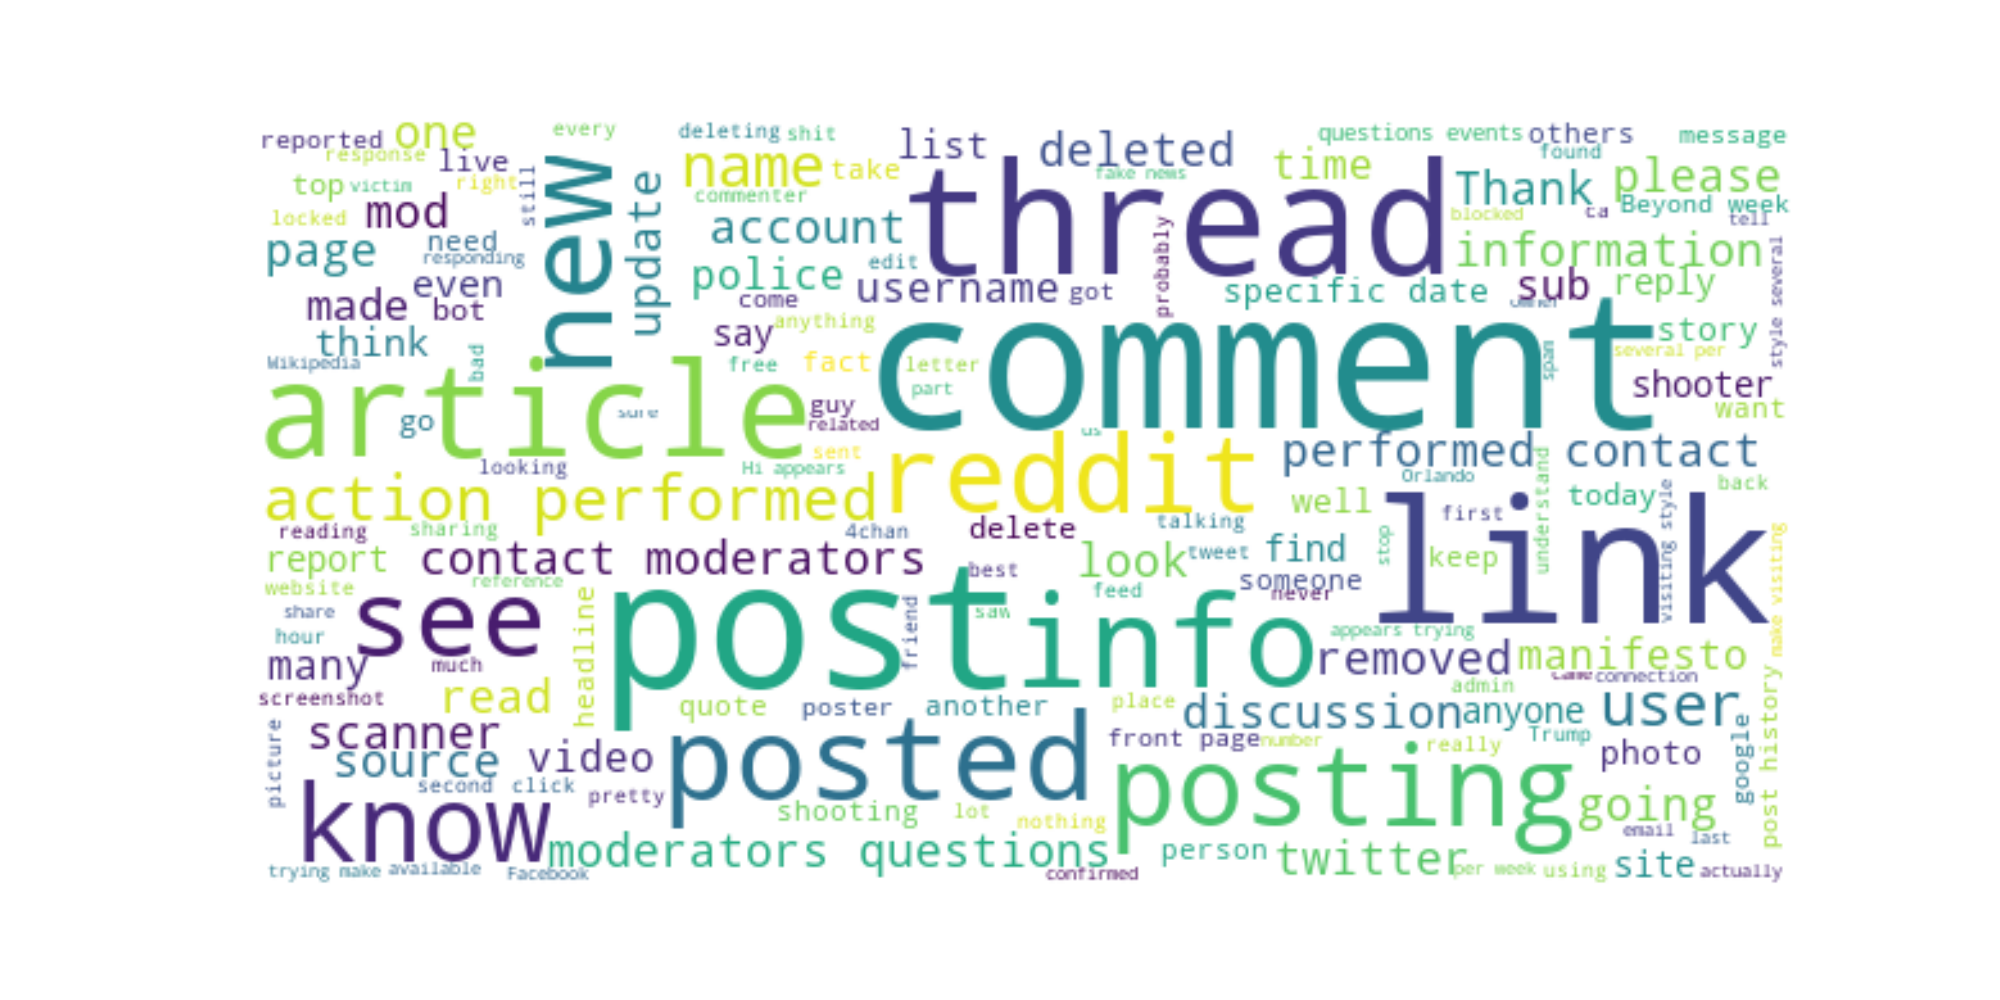 reported
one
every
deleting
shit
list
deleted
questions events
others
message
response
live
name
take
fake news
time
found
please
top
victim
right
still
new
update
commenter
thread
Thank
Beyond week
locked
mod
account
blocked
ca
tell
page
need
responding
police
edit
probably
information
style several
even
come
username
got
specific date
sub
reply
made
bot
say
anything
comment
story
think
Wikipedia
bad
free
fact
letter
spam
several per
article
part
shooter
go
sure
guy
related
us
want
looking
sent
Hi appears
reddit
performed contact
Orlando
understand
back
action performed
well
link
today
first
visiting style
reading
sharing
4chan
delete
talking
stop
make visiting
report
contact moderators
look
tweet
find
keep
website
reference
best
someone
never
share
see
headline
post
friend
saw
feed
info
hour
appears trying
many
much
removed
manifesto
screenshot
read
quote
poster
another
place
admin
came
connection
post history
picture
scanner
discussion
anyone
user
source
video
posted
front page
number
really
Trump
photo
google
second
click
pretty
posting
know
shooting
lot
nothing
going
email
last
moderators questions
person
twitter
site
trying make
available
Facebook
confirmed
per week
using
actually